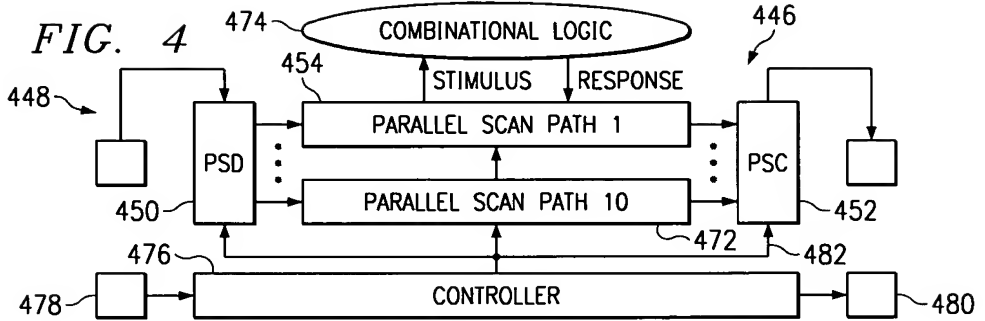 FIG. 4
474
COMBINATIONAL LOGIC
446
454
STIMULUS
RESPONSE
448
PSD
PARALLEL SCAN PATH 1
PSC
450
PARALLEL SCAN PATH 10
452
472
476
482
478
CONTROLLER
480